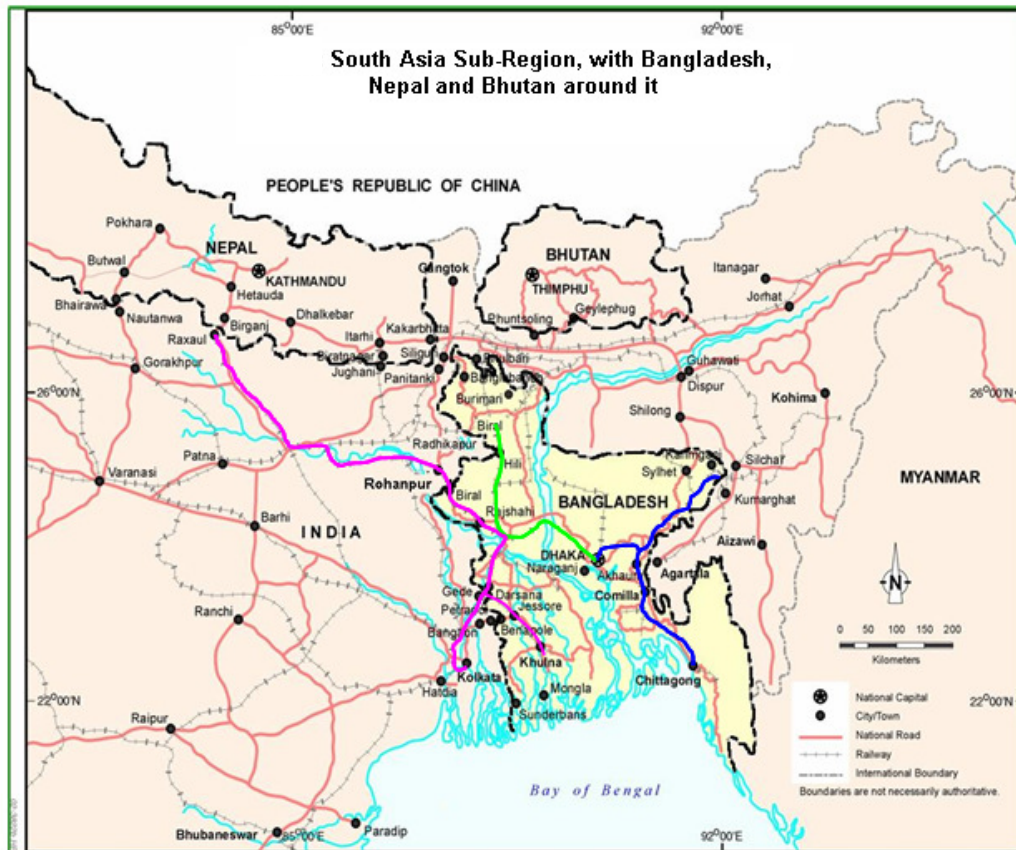 85°00'E
92°00'E
South Asia Sub-Region, with Bangladesh,
Nepal and Bhutan around it
PEOPLE'S REPUBLIC OF CHINA
Pokhara
NEPAL
BHUTAN
Butwal
KATHMANDU
Gangtok
THIMPHU
Itanagar
Hetauda
Bhairawa
Jorhat
Nautanwa
Dhalkebar
Geylephug
Birganj
Phuntsoling
Raxaul
Itarhi
Kakarbhitta
Biratnagar
Siliguri
Gorakhpur
Jughani
Panitanki
Guhawati
Dispur
26°00'N
Burimari
Kohima
26°00'N
Shilong
Biral
Radhikapur
Patna
Hili
Karimganj
Silchar
Sylhet
Varanasi
Rohanpur
MYANMAR
Biral
BANGLADESH
Kumarghat
Rajshahi
Barhi
INDIA
Aizawl
DHAKA
Naraganj
Akhaura
Agartala
N
Gede
Darsana
Comilla
Ranchi
Jessore
Bangaon
Benapole
0 50 100 200
Kilometers
Khulna
Kolkata
Chittagong
Hatdia
Mongla
22°00'N
National Capital
22°00'N
Sunderbans
City/Town
Raipur
National Road
Railway
International Boundary
Bay of Bengal
Boundaries are not necessarily authoritative.
Bhubaneswar
85°00'E
Paradip
92°00'E